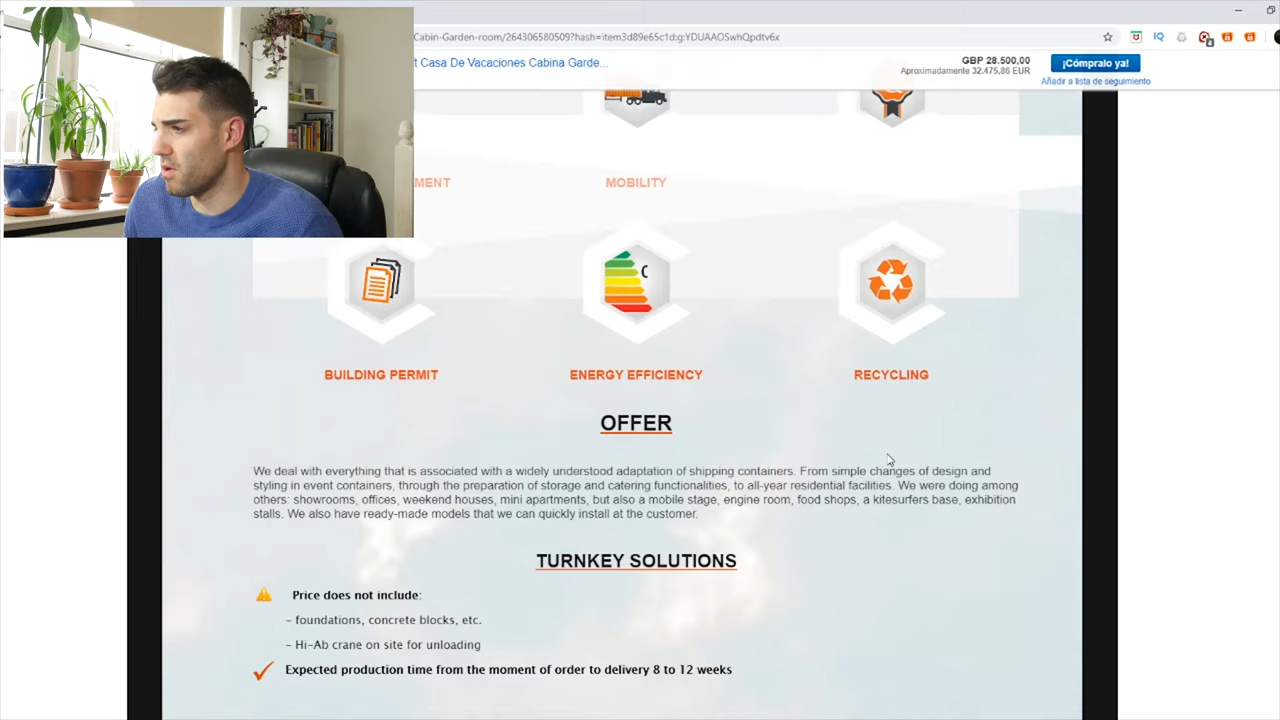 Cabin-Garden-room/264306580509?hash=item3d89e65c1d:g:YDUAAOSwhQpdtv6x
IQ
4
t Casa De Vacaciones Cabina Garde...
GBP 28.500,00
Aproximadamente 32.475,86 EUR
¡Cómpralo ya!
Añadir a lista de seguimiento
MENT
MOBILITY
C
BUILDING PERMIT
ENERGY EFFICIENCY
RECYCLING
OFFER
We deal with everything that is associated with a widely understood adaptation of shipping containers. From simple changes of design and
styling in event containers, through the preparation of storage and catering functionalities, to all-year residential facilities. We were doing among
others: showrooms, offices, weekend houses, mini apartments, but also a mobile stage, engine room, food shops, a kitesurfers base, exhibition
stalls. We also have ready-made models that we can quickly install at the customer.
TURNKEY SOLUTIONS
Price does not include:
- foundations, concrete blocks, etc.
- Hi-Ab crane on site for unloading
Expected production time from the moment of order to delivery 8 to 12 weeks